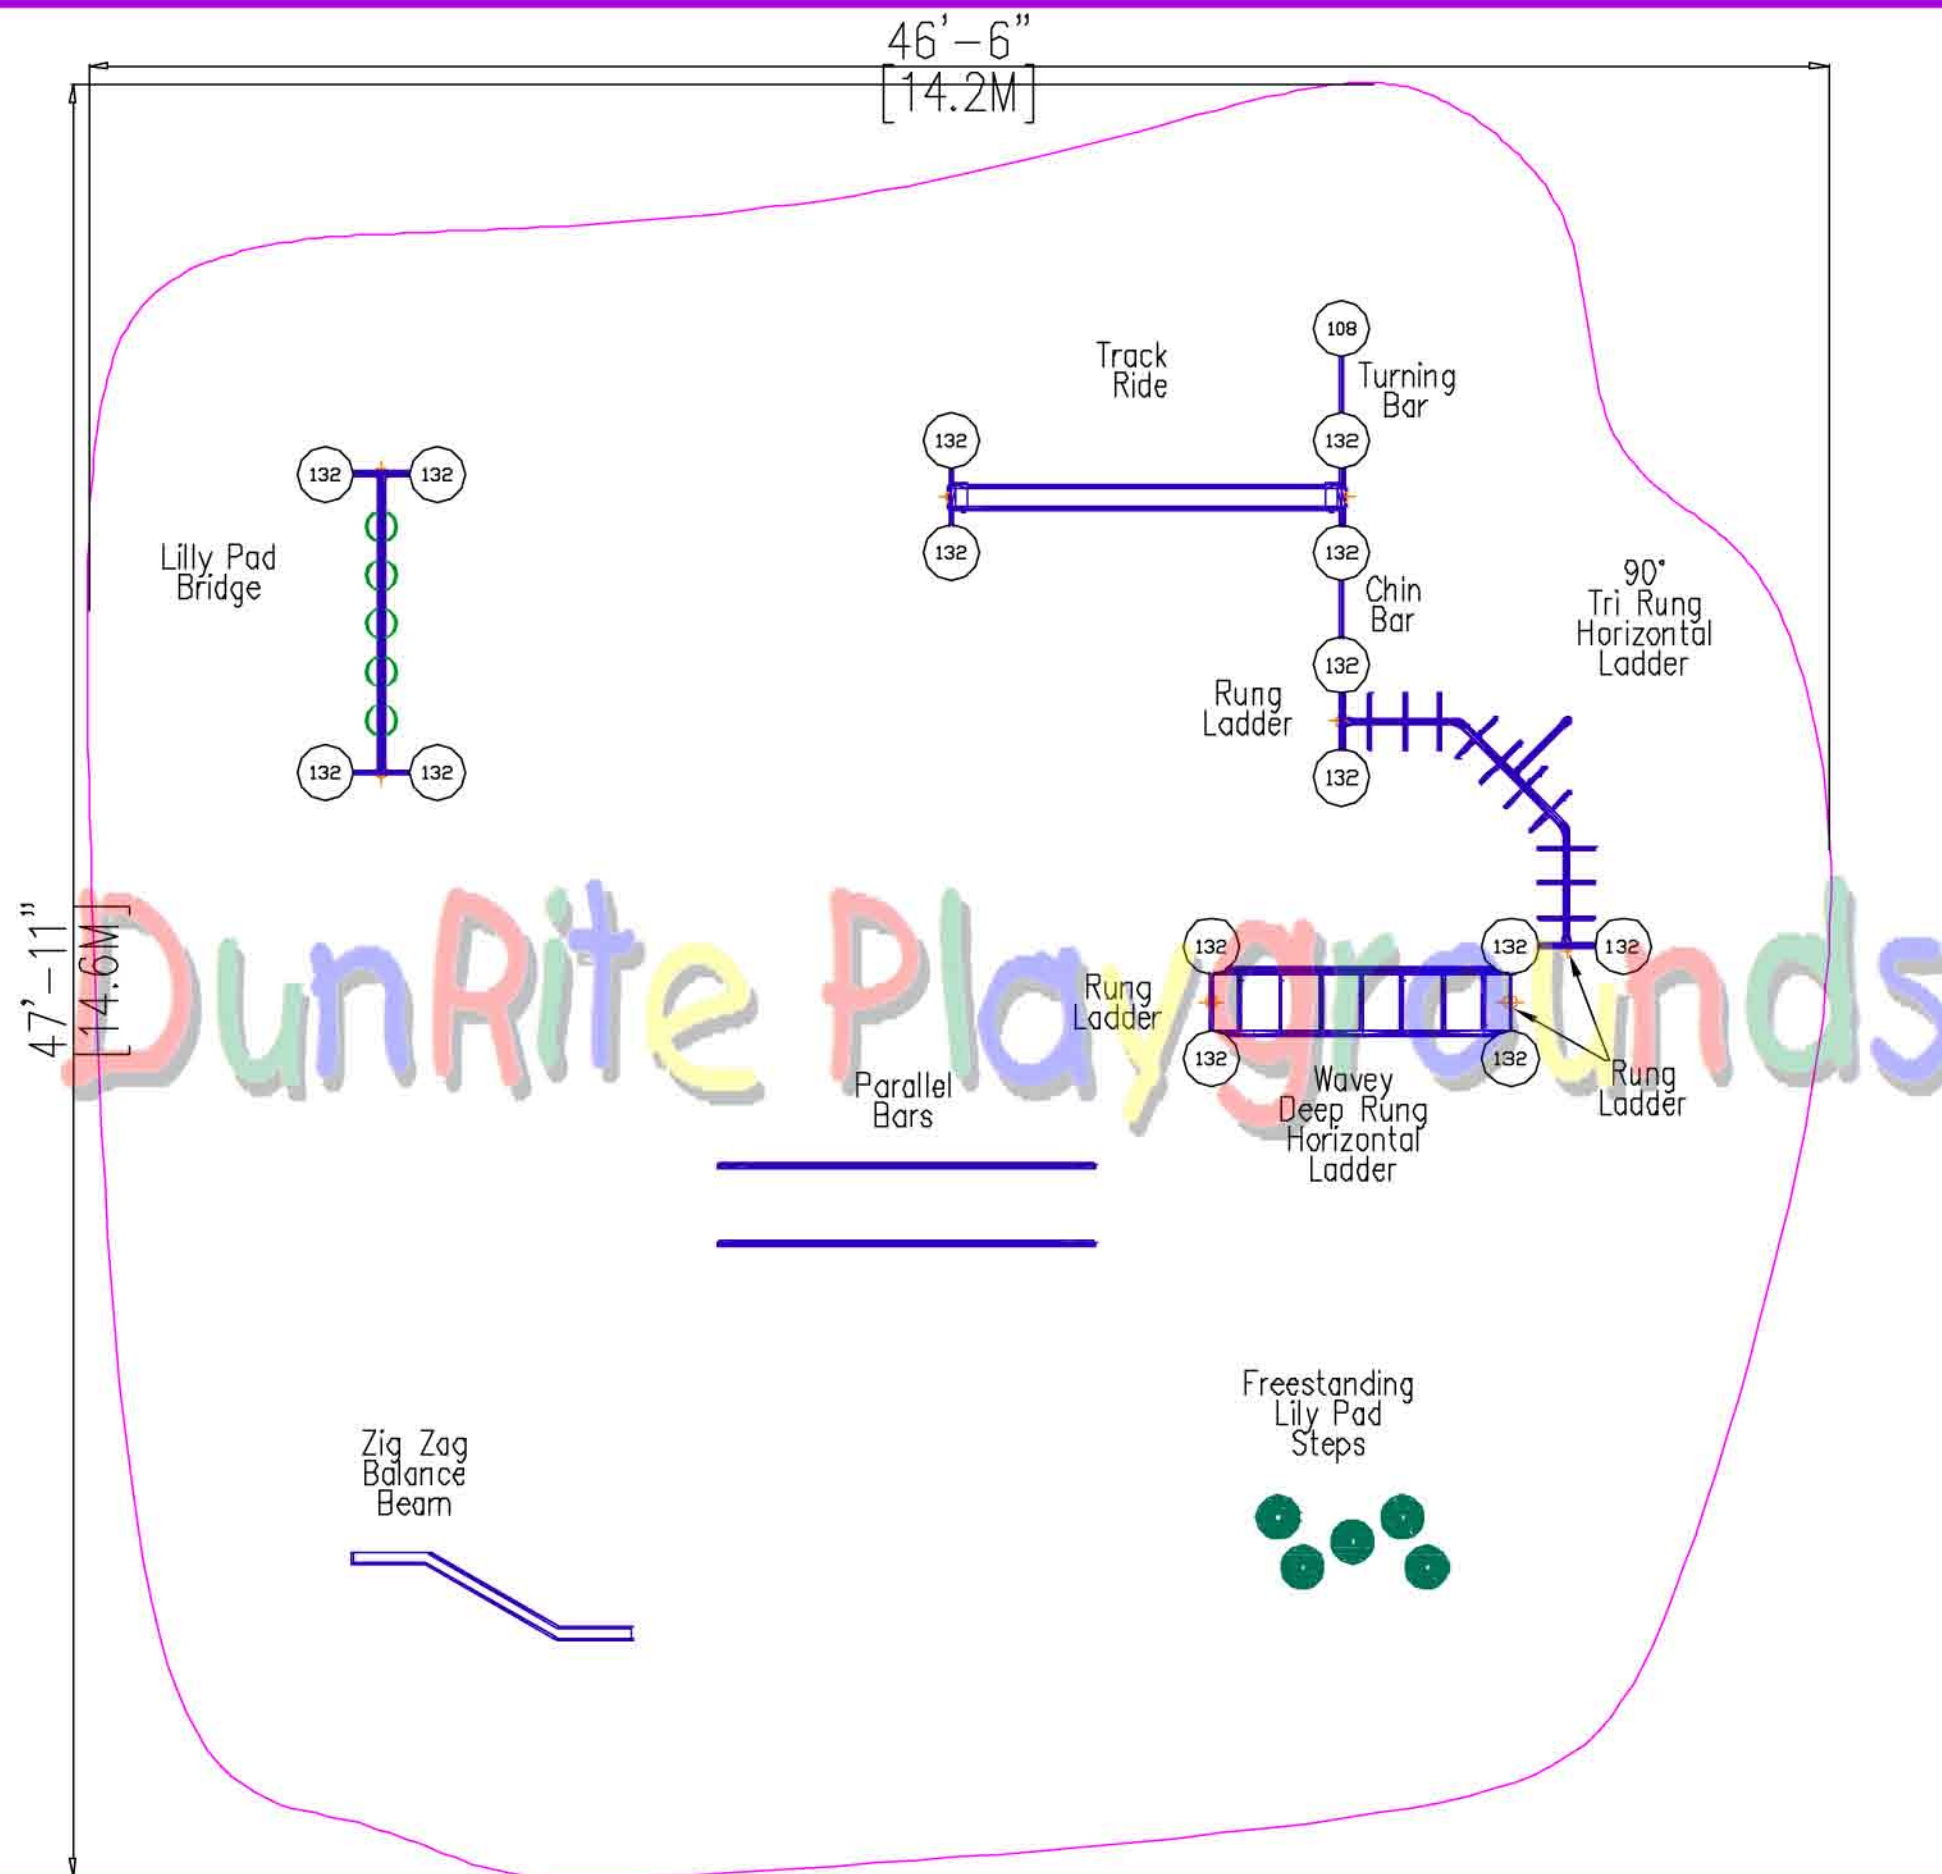 46'-6"
[14.2M]
108
Track
Ride
Turning
Bar
132
132
132
132
Lilly Pad
Bridge
132
132
Chin
Bar
90°
Tri Rung
Horizontal
Ladder
132
Rung
Ladder
132
132
132
47'-11"
[14.6M]
DunRite Playgrounds
132
132
132
Rung
Ladder
132
132
Rung
Ladder
Parallel
Bars
Wavey
Deep Rung
Horizontal
Ladder
Freestanding
Lily Pad
Steps
Zig Zag
Balance
Beam